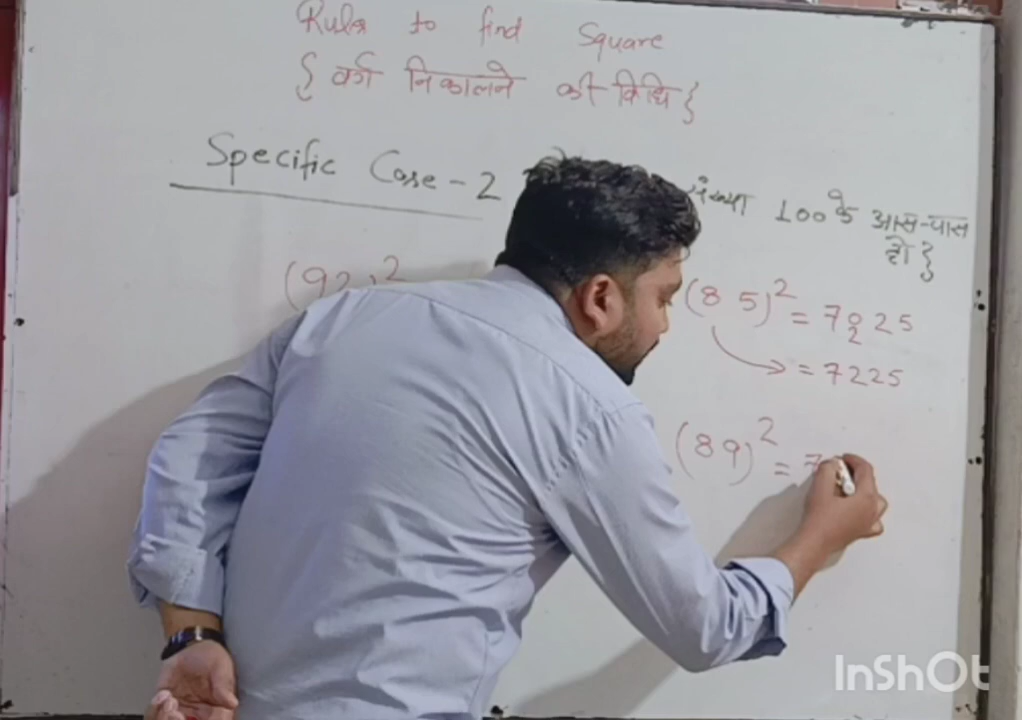 Rule to find Square
{ वर्ग निकालने की विधि }
Specific Case - 2
संख्या 100 के आस-पास
हो }
(92)²
(85)² = 70225
= 7225
(89)² = 7
InShOt